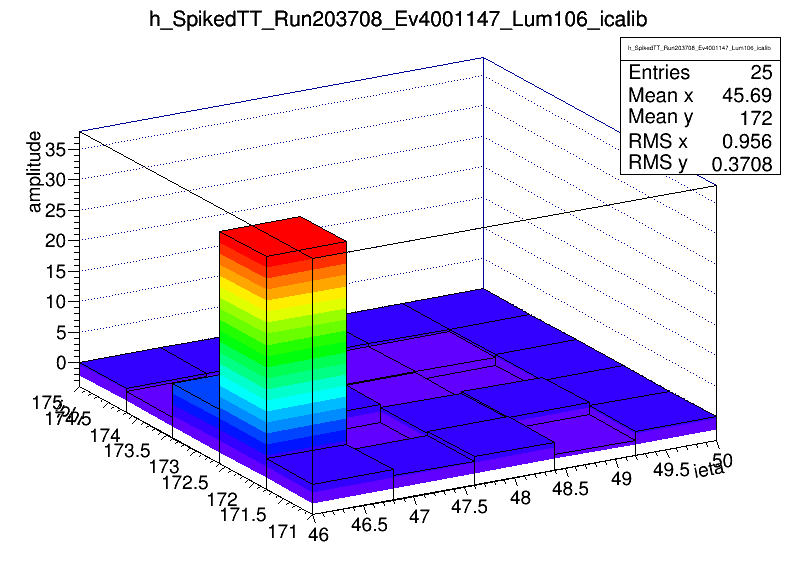 h_SpikedTT_Run203708_Ev4001147_Lum106_icalib
h_SpikedTT_Run203708_Ev4001147_Lum106_icalib
Entries 25
Mean x 45.69
Mean y 172
RMS x 0.956
RMS y 0.3708
amplitude
35
30
25
20
15
10
5
0
175
174.5
174
173.5
173
172.5
172
171.5
171
46
46.5
47
47.5
48
48.5
49
49.5
50
ieta